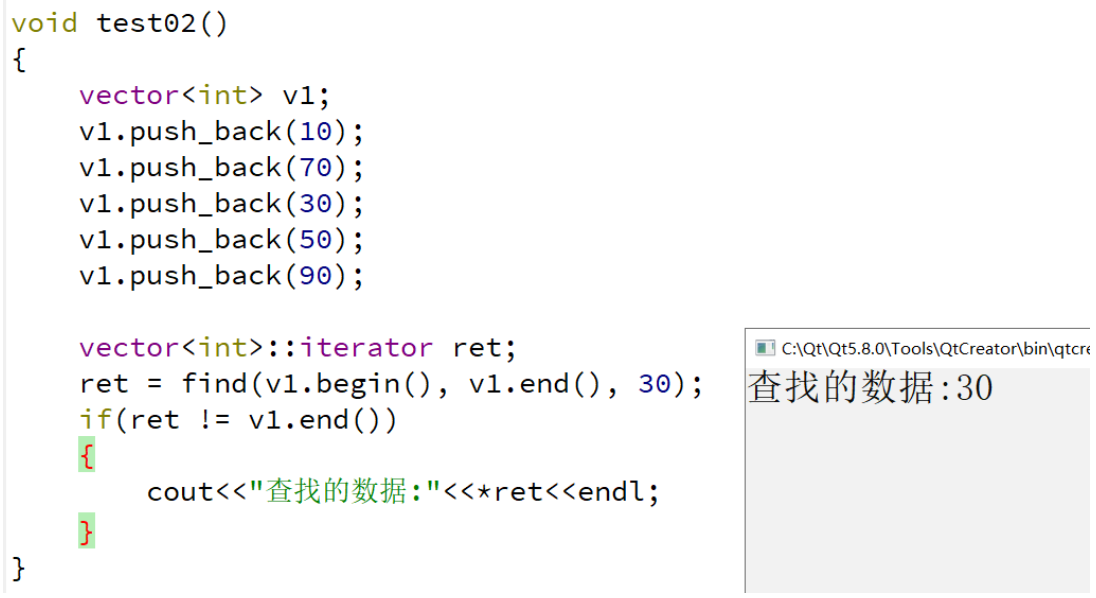 void test02()
{
    vector<int> v1;
    v1.push_back(10);
    v1.push_back(70);
    v1.push_back(30);
    v1.push_back(50);
    v1.push_back(90);
    vector<int>::iterator ret;
    ret = find(v1.begin(), v1.end(), 30);
    if(ret != v1.end())
    {
        cout<<"查找的数据:"<<*ret<<endl;
    }
}
C:\Qt\Qt5.8.0\Tools\QtCreator\bin\qtcre
查找的数据:30